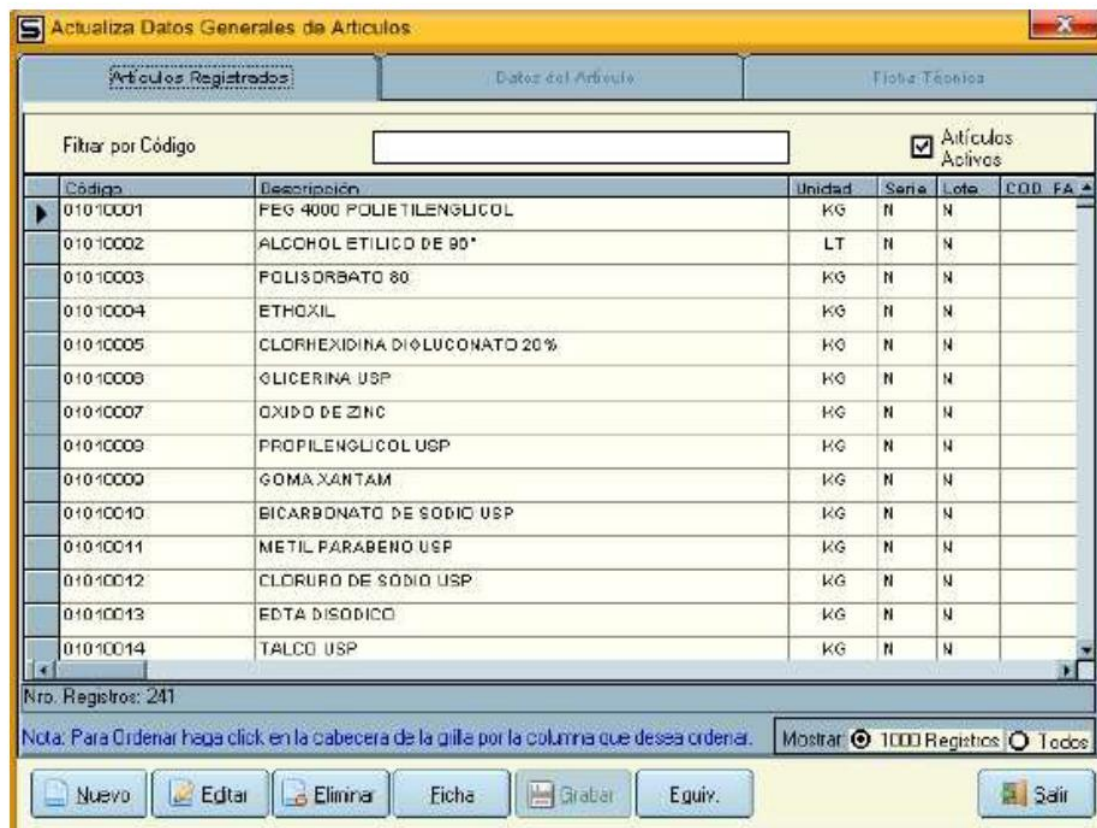 S Actualiza Datos Generales de Articulos
Artículos Registrados Datos del Artículo Ficha Técnica
Filtrar por Código Artículos Activos
Código Descripción Unidad Serie Lote COD_FA
01010001 PEG 4000 POLIETILENGLICOL KG N N
01010002 ALCOHOL ETILICO DE 90° LT N N
01010003 POLISORBATO 80 KG N N
01010004 ETHOXIL KG N N
01010005 CLORHEXIDINA DIGLUCONATO 20% KG N N
01010006 GLICERINA USP KG N N
01010007 OXIDO DE ZINC KG N N
01010008 PROPILENGLICOL USP KG N N
01010009 GOMA XANTAM KG N N
01010010 BICARBONATO DE SODIO USP KG N N
01010011 METIL PARABENO USP KG N N
01010012 CLORURO DE SODIO USP KG N N
01010013 EDTA DISODICO KG N N
01010014 TALCO USP KG N N
Nro. Registros: 241
Nota: Para Ordenar haga click en la cabecera de la grilla por la columna que desea ordenar. Mostrar 1000 Registros Todos
Nuevo Editar Eliminar Ficha Grabar Equiv. Salir